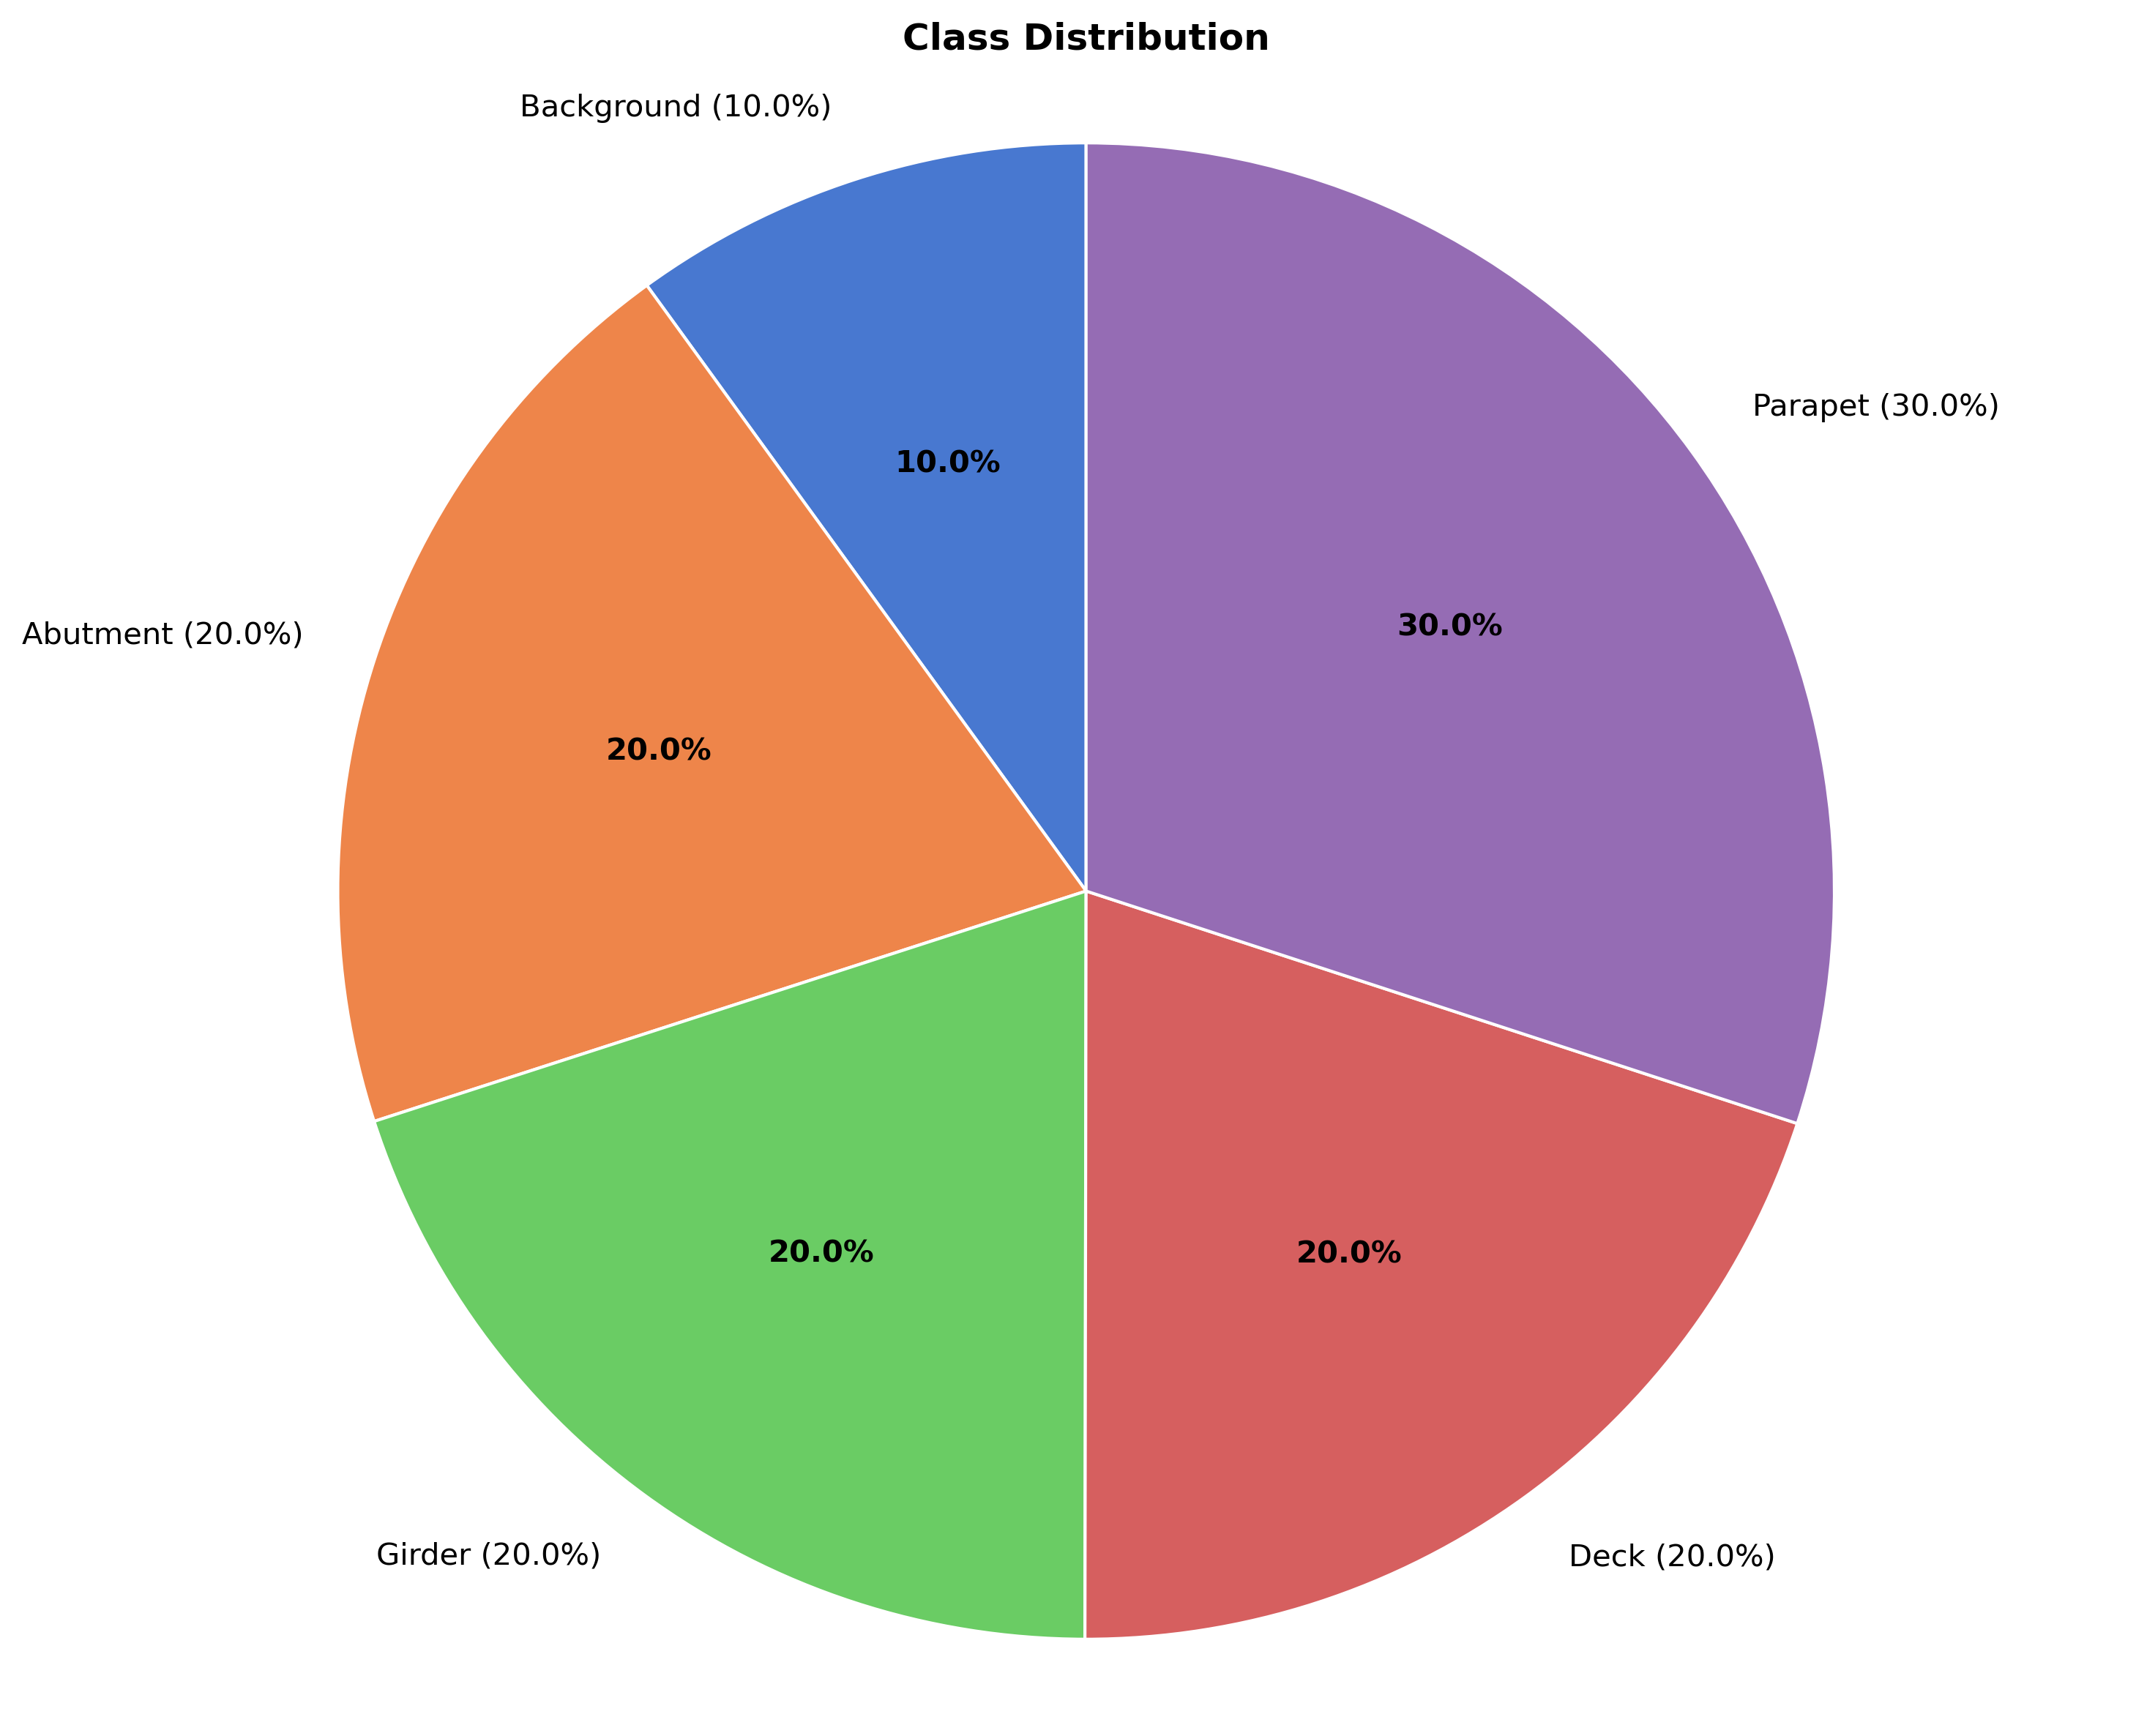 Class Distribution
Background (10.0%)
Parapet (30.0%)
10.0%
30.0%
Abutment (20.0%)
20.0%
20.0%
20.0%
Girder (20.0%)
Deck (20.0%)